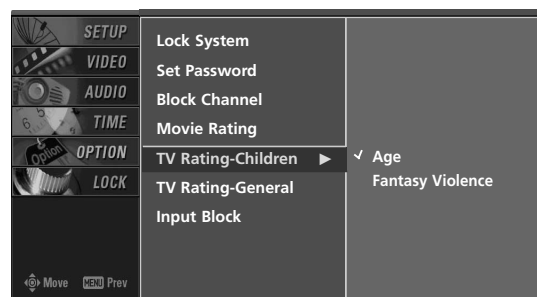 SETUP
VIDEO
AUDIO
TIME
OPTION
LOCK
Move MENU Prev
Lock System
Set Password
Block Channel
Movie Rating
TV Rating-Children ▶
TV Rating-General
Input Block
✓ Age
Fantasy Violence